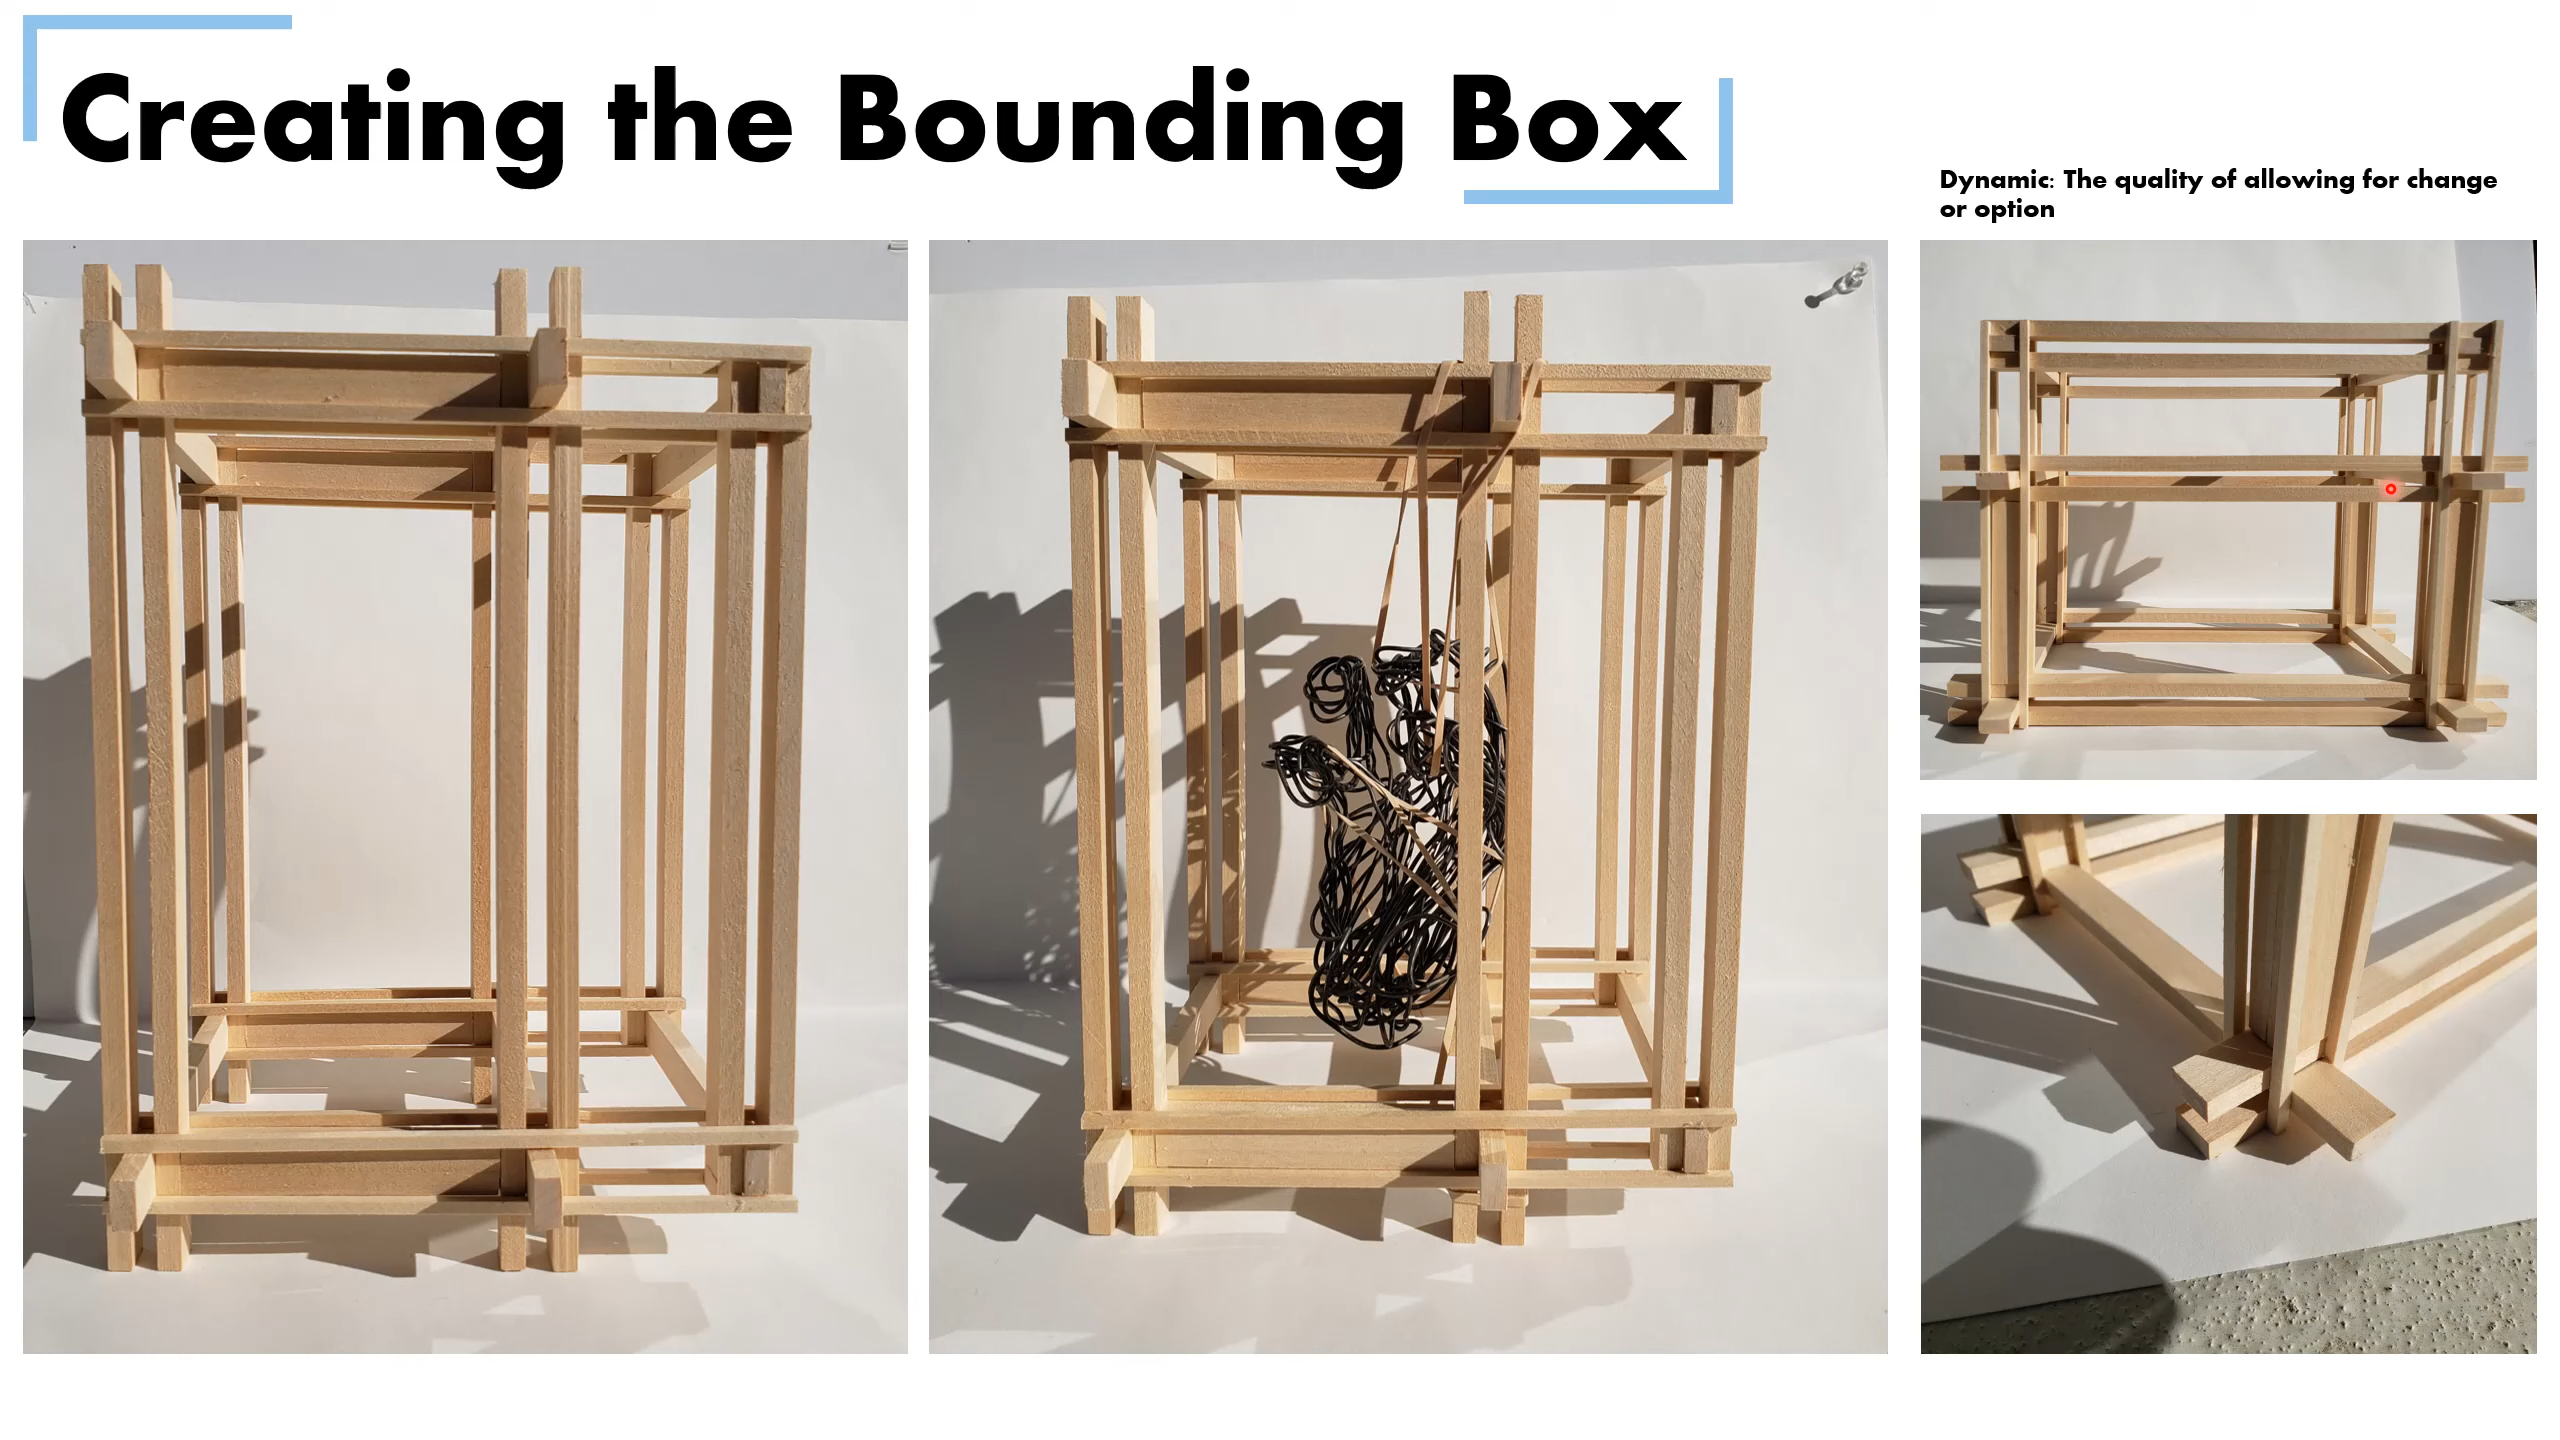 Creating the Bounding Box
Dynamic: The quality of allowing for change
or option